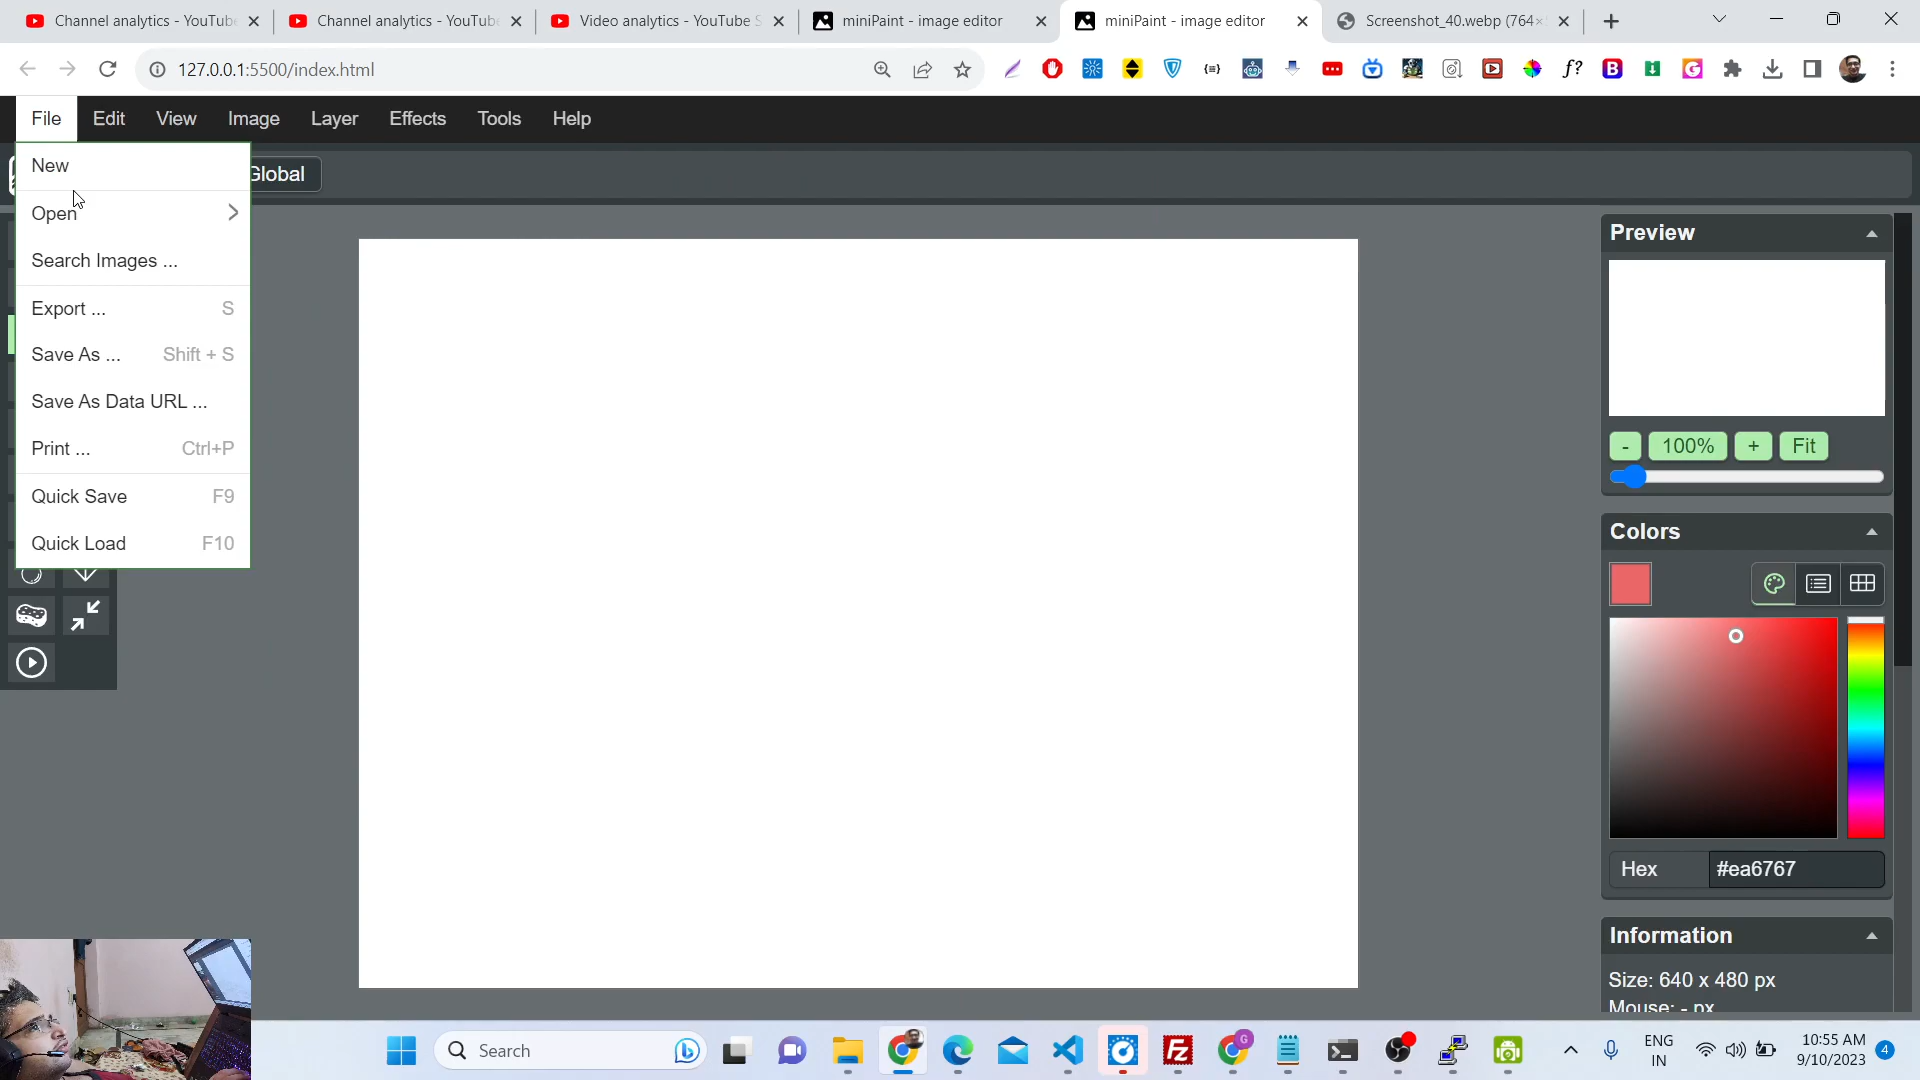 Channel analytics - YouTube
Channel analytics - YouTube
Video analytics - YouTube S
miniPaint - image editor
miniPaint - image editor
Screenshot_40.webp (764×
127.0.0.1:5500/index.html
File Edit View Image Layer Effects Tools Help
New
Global
Open
Search Images ...
Export ... S
Save As ... Shift + S
Save As Data URL ...
Print ... Ctrl+P
Quick Save F9
Quick Load F10
Preview
- 100% + Fit
Colors
Hex #ea6767
Information
Size: 640 x 480 px
Mouse: - px
Search
ENG
IN
10:55 AM
9/10/2023
4